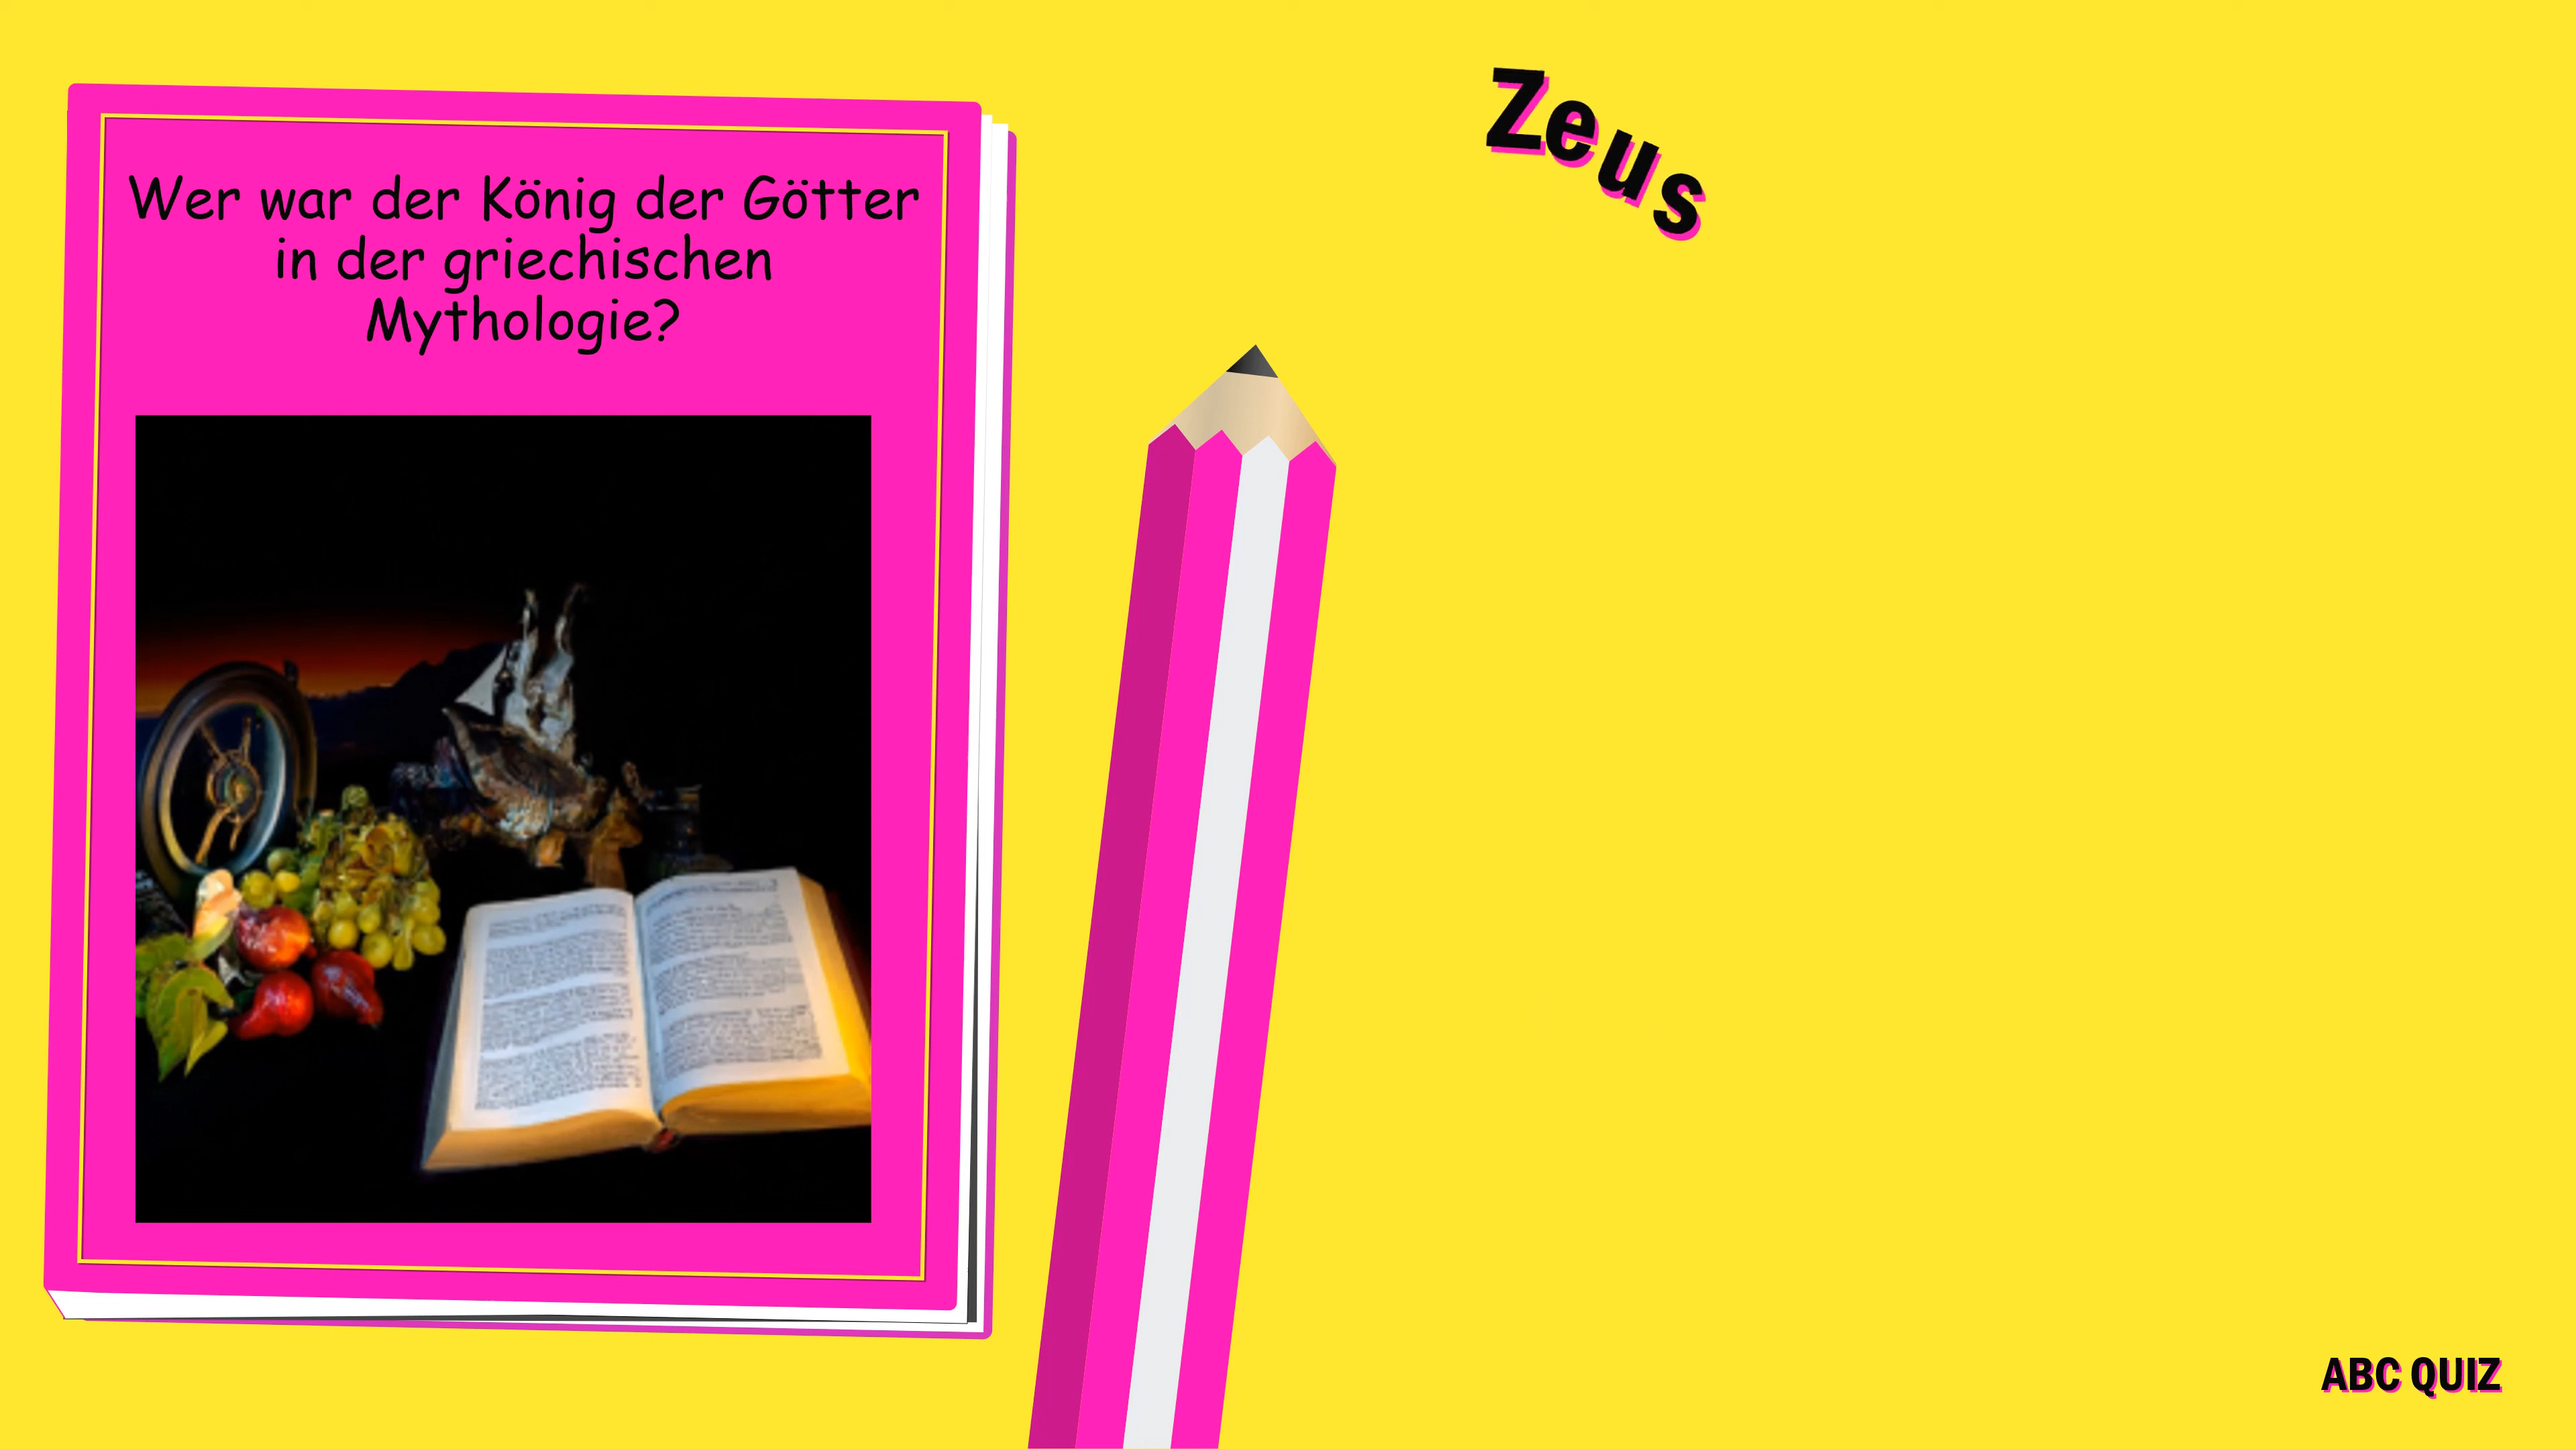 Wer war der König der Götter
in der griechischen
Mythologie?
Zeus
ABC QUIZ